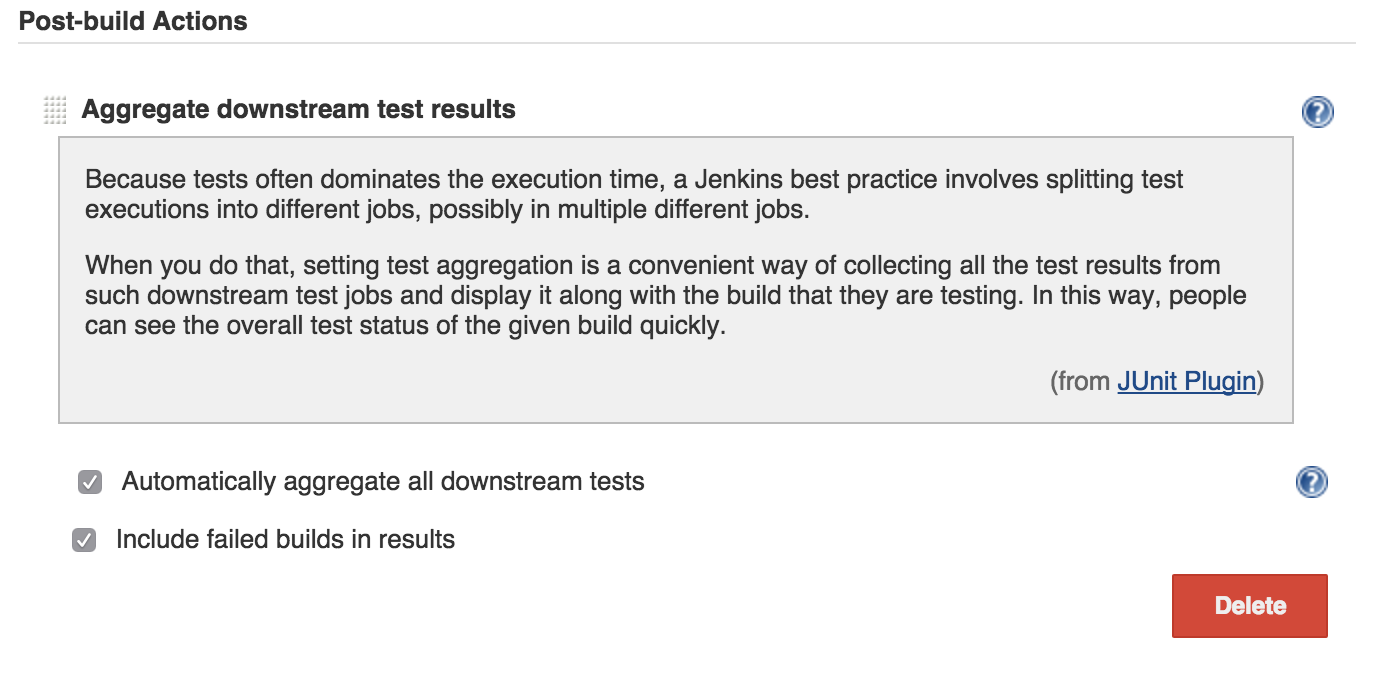 Post-build Actions
Aggregate downstream test results
Because tests often dominates the execution time, a Jenkins best practice involves splitting test
executions into different jobs, possibly in multiple different jobs.
When you do that, setting test aggregation is a convenient way of collecting all the test results from
such downstream test jobs and display it along with the build that they are testing. In this way, people
can see the overall test status of the given build quickly.
(from JUnit Plugin)
Automatically aggregate all downstream tests
Include failed builds in results
Delete